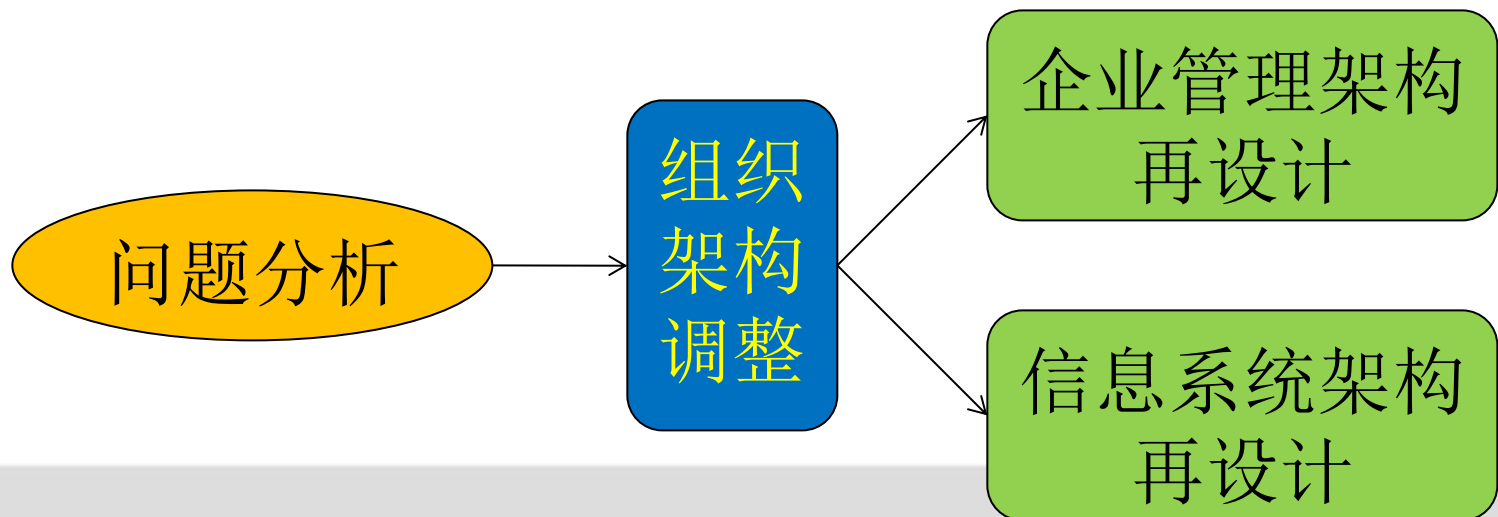 问题分析
组织
架构
调整
企业管理架构
再设计
信息系统架构
再设计